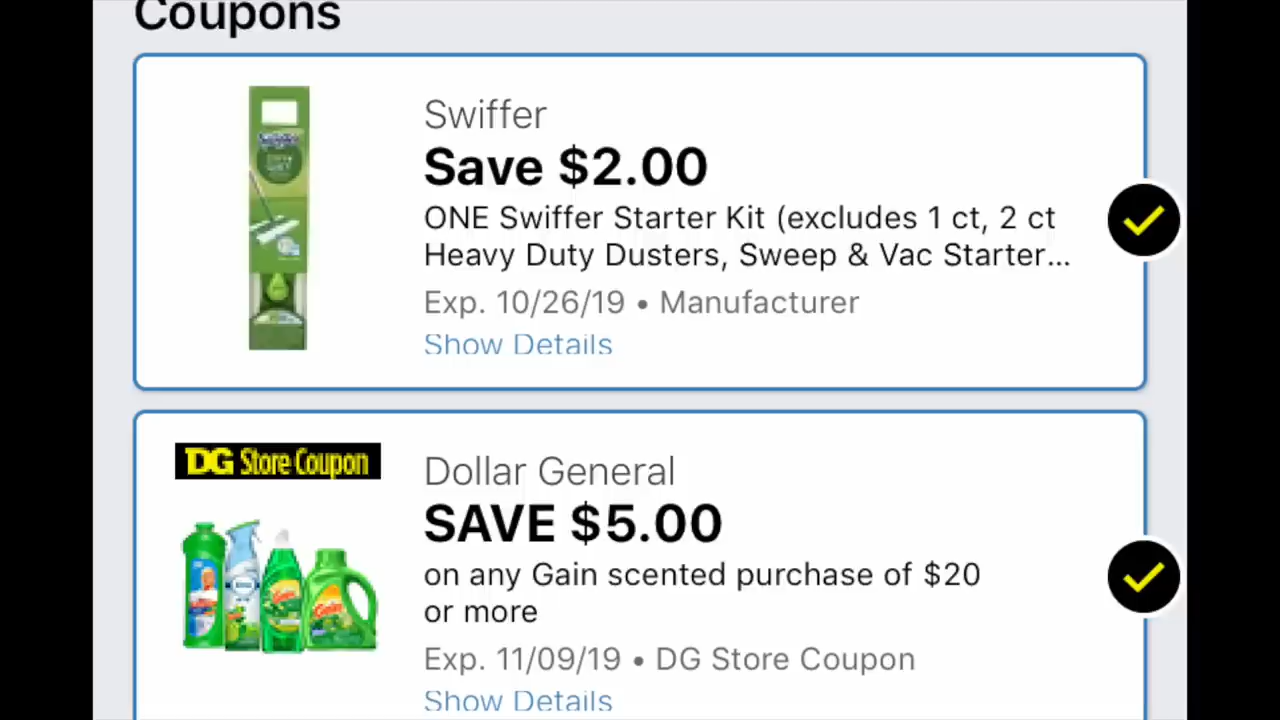 Coupons
Swiffer
Save $2.00
ONE Swiffer Starter Kit (excludes 1 ct, 2 ct
Heavy Duty Dusters, Sweep & Vac Starter...
Exp. 10/26/19 • Manufacturer
Show Details
DG Store Coupon
Dollar General
SAVE $5.00
on any Gain scented purchase of $20
or more
Exp. 11/09/19 • DG Store Coupon
Show Details